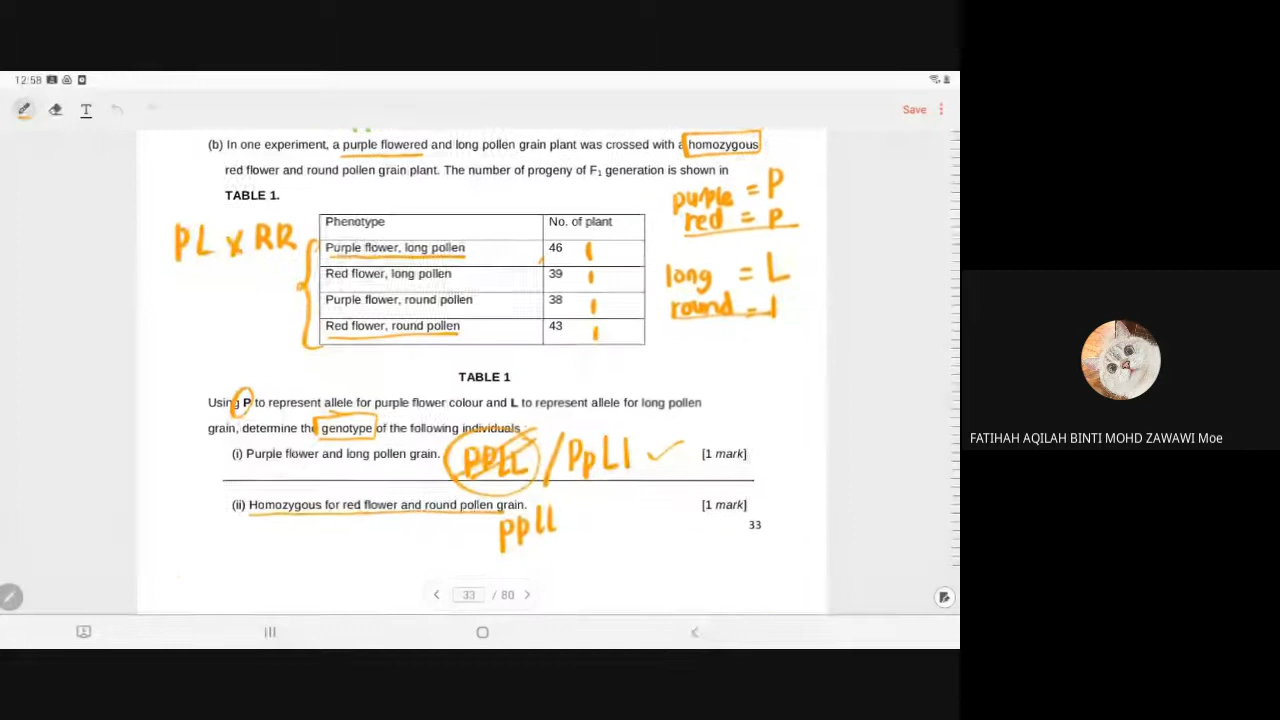 12:58
Save
(b) In one experiment, a purple flowered and long pollen grain plant was crossed with a homozygous
red flower and round pollen grain plant. The number of progeny of F₁ generation is shown in
TABLE 1.
purple = P
red = p
long = L
round = l
PL x RR
Phenotype No. of plant
Purple flower, long pollen 46 1
Red flower, long pollen 39 1
Purple flower, round pollen 38 1
Red flower, round pollen 43 1
TABLE 1
Using P to represent allele for purple flower colour and L to represent allele for long pollen
grain, determine the genotype of the following individuals :
(i) Purple flower and long pollen grain. PPLL / PpLl ✓ [1 mark]
(ii) Homozygous for red flower and round pollen grain. [1 mark]
ppll
33
33 / 80
FATIHAH AQILAH BINTI MOHD ZAWAWI Moe